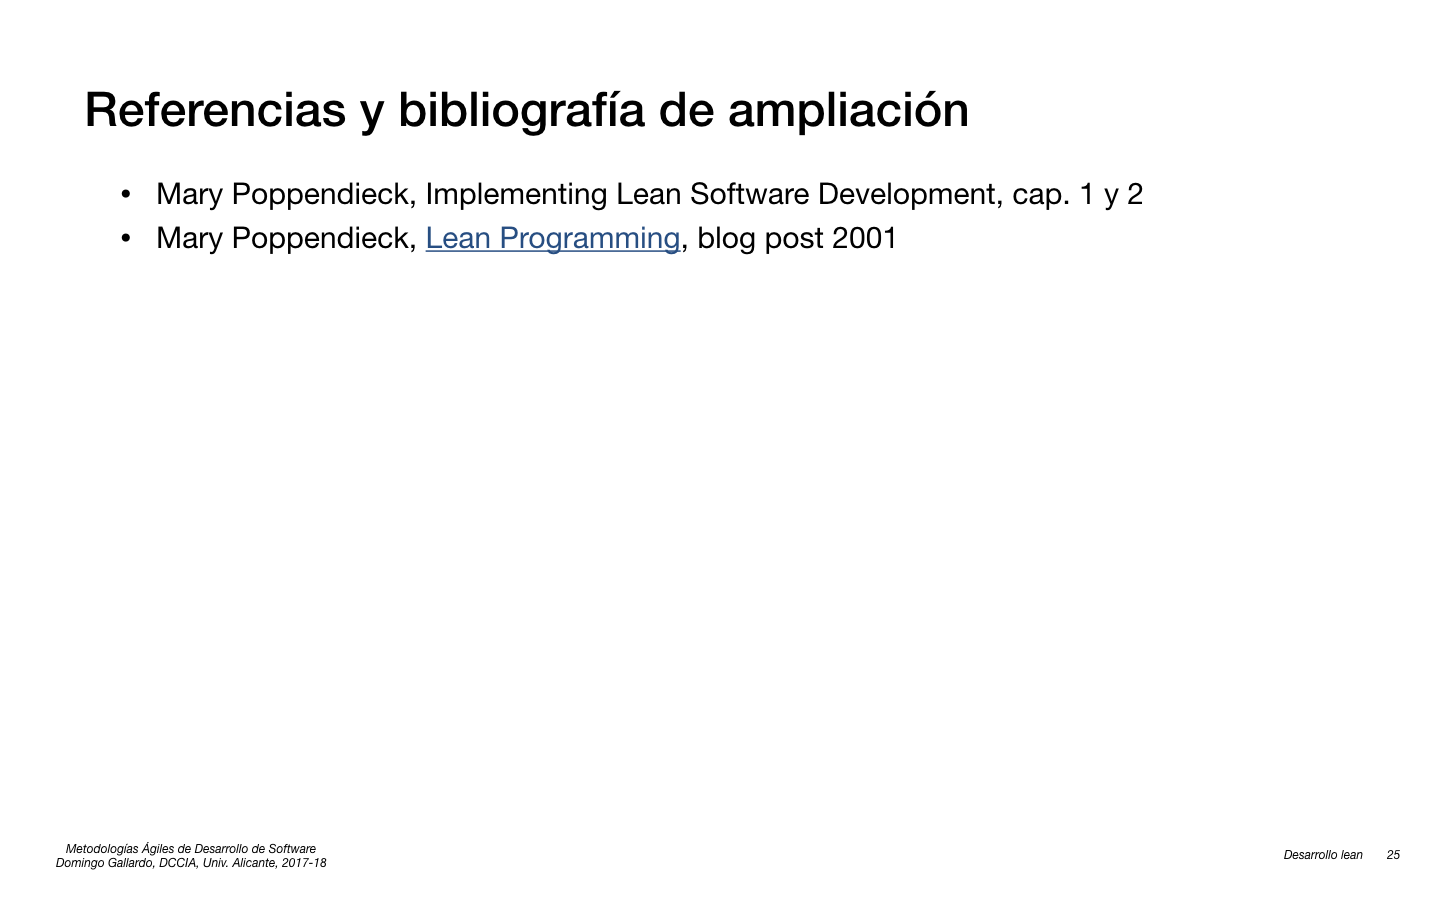 Referencias y bibliografía de ampliación
• Mary Poppendieck, Implementing Lean Software Development, cap. 1 y 2
• Mary Poppendieck, Lean Programming, blog post 2001
Metodologías Ágiles de Desarrollo de Software
Domingo Gallardo, DCCIA, Univ. Alicante, 2017-18
Desarrollo lean 25